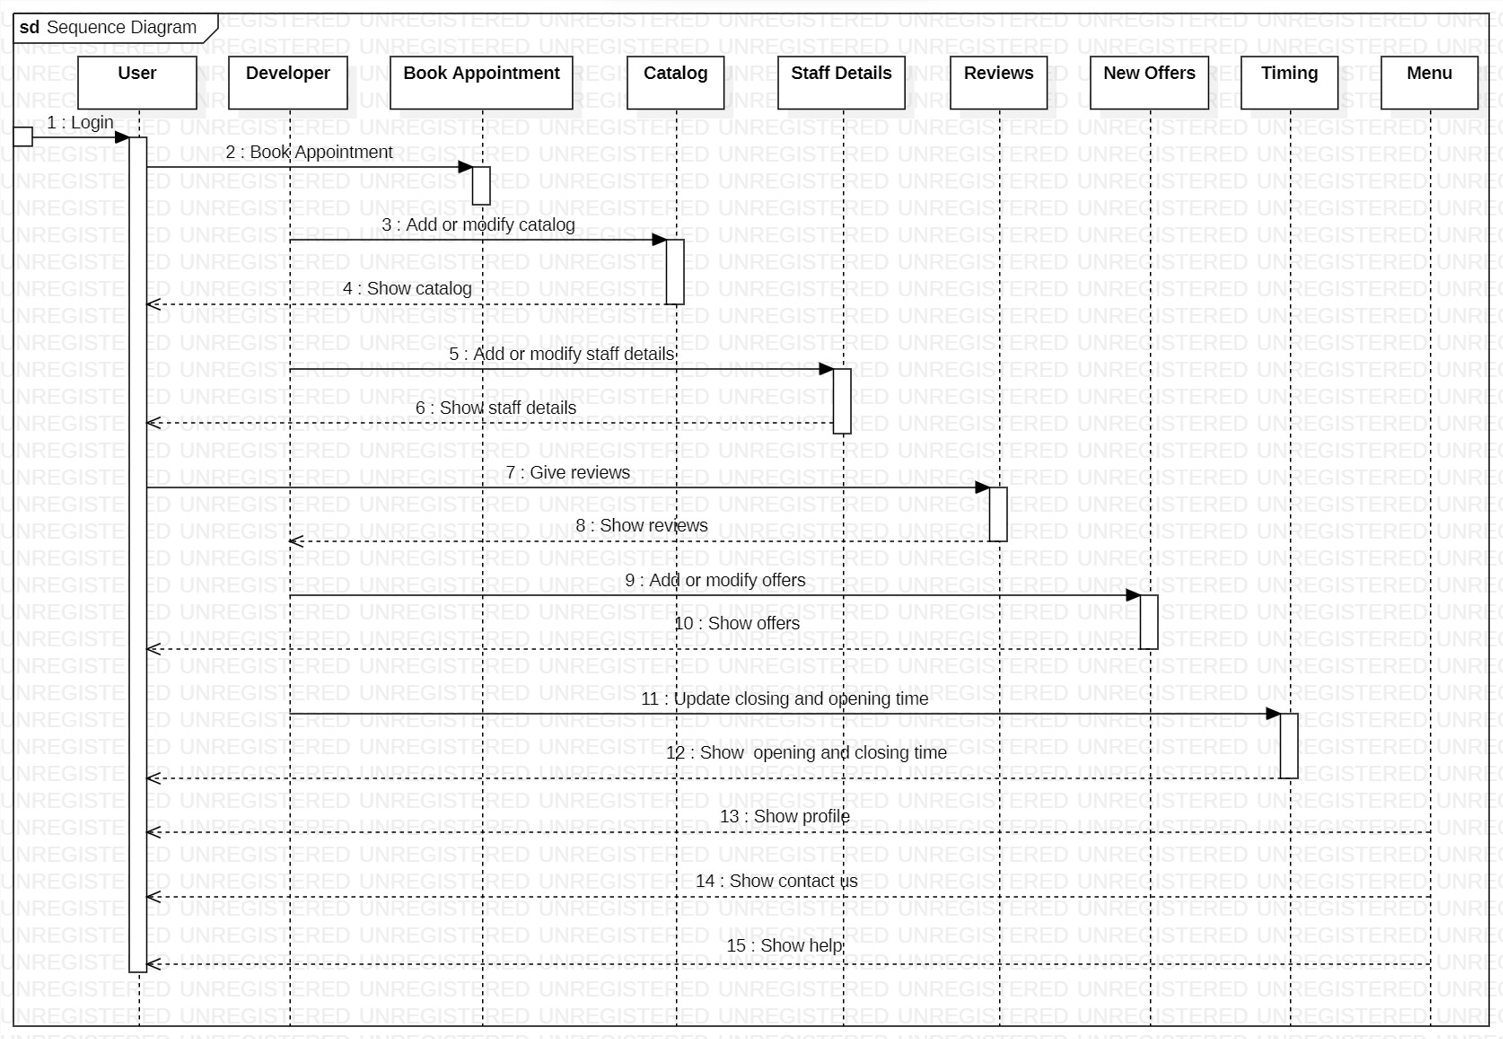 sd Sequence Diagram
User
Developer
Book Appointment
Catalog
Staff Details
Reviews
New Offers
Timing
Menu
1 : Login
2 : Book Appointment
3 : Add or modify catalog
4 : Show catalog
5 : Add or modify staff details
6 : Show staff details
7 : Give reviews
8 : Show reviews
9 : Add or modify offers
10 : Show offers
11 : Update closing and opening time
12 : Show  opening and closing time
13 : Show profile
14 : Show contact us
15 : Show help
UNREGISTERED